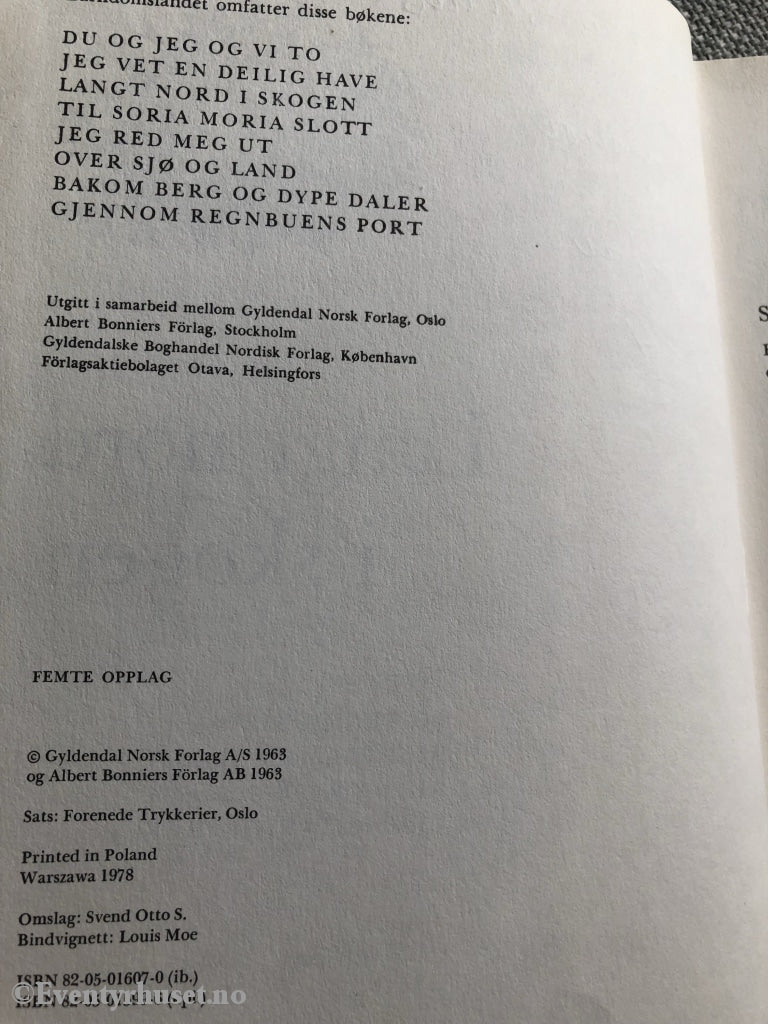 omfatter disse bøkene:
DU OG JEG OG VI TO
JEG VET EN DEILIG HAVE
LANGT NORD I SKOGEN
TIL SORIA MORIA SLOTT
JEG RED MEG UT
OVER SJØ OG LAND
BAKOM BERG OG DYPE DALER
GJENNOM REGNBUENS PORT
Utgitt i samarbeid mellom Gyldendal Norsk Forlag, Oslo
Albert Bonniers Förlag, Stockholm
Gyldendalske Boghandel Nordisk Forlag, København
Förlagsaktiebolaget Otava, Helsingfors
FEMTE OPPLAG
© Gyldendal Norsk Forlag A/S 1963
og Albert Bonniers Förlag AB 1963
Sats: Forenede Trykkerier, Oslo
Printed in Poland
Warszawa 1978
Omslag: Svend Otto S.
Bindvignett: Louis Moe
ISBN 82-05-01607-0 (ib.)
©Eventyrhuset.no